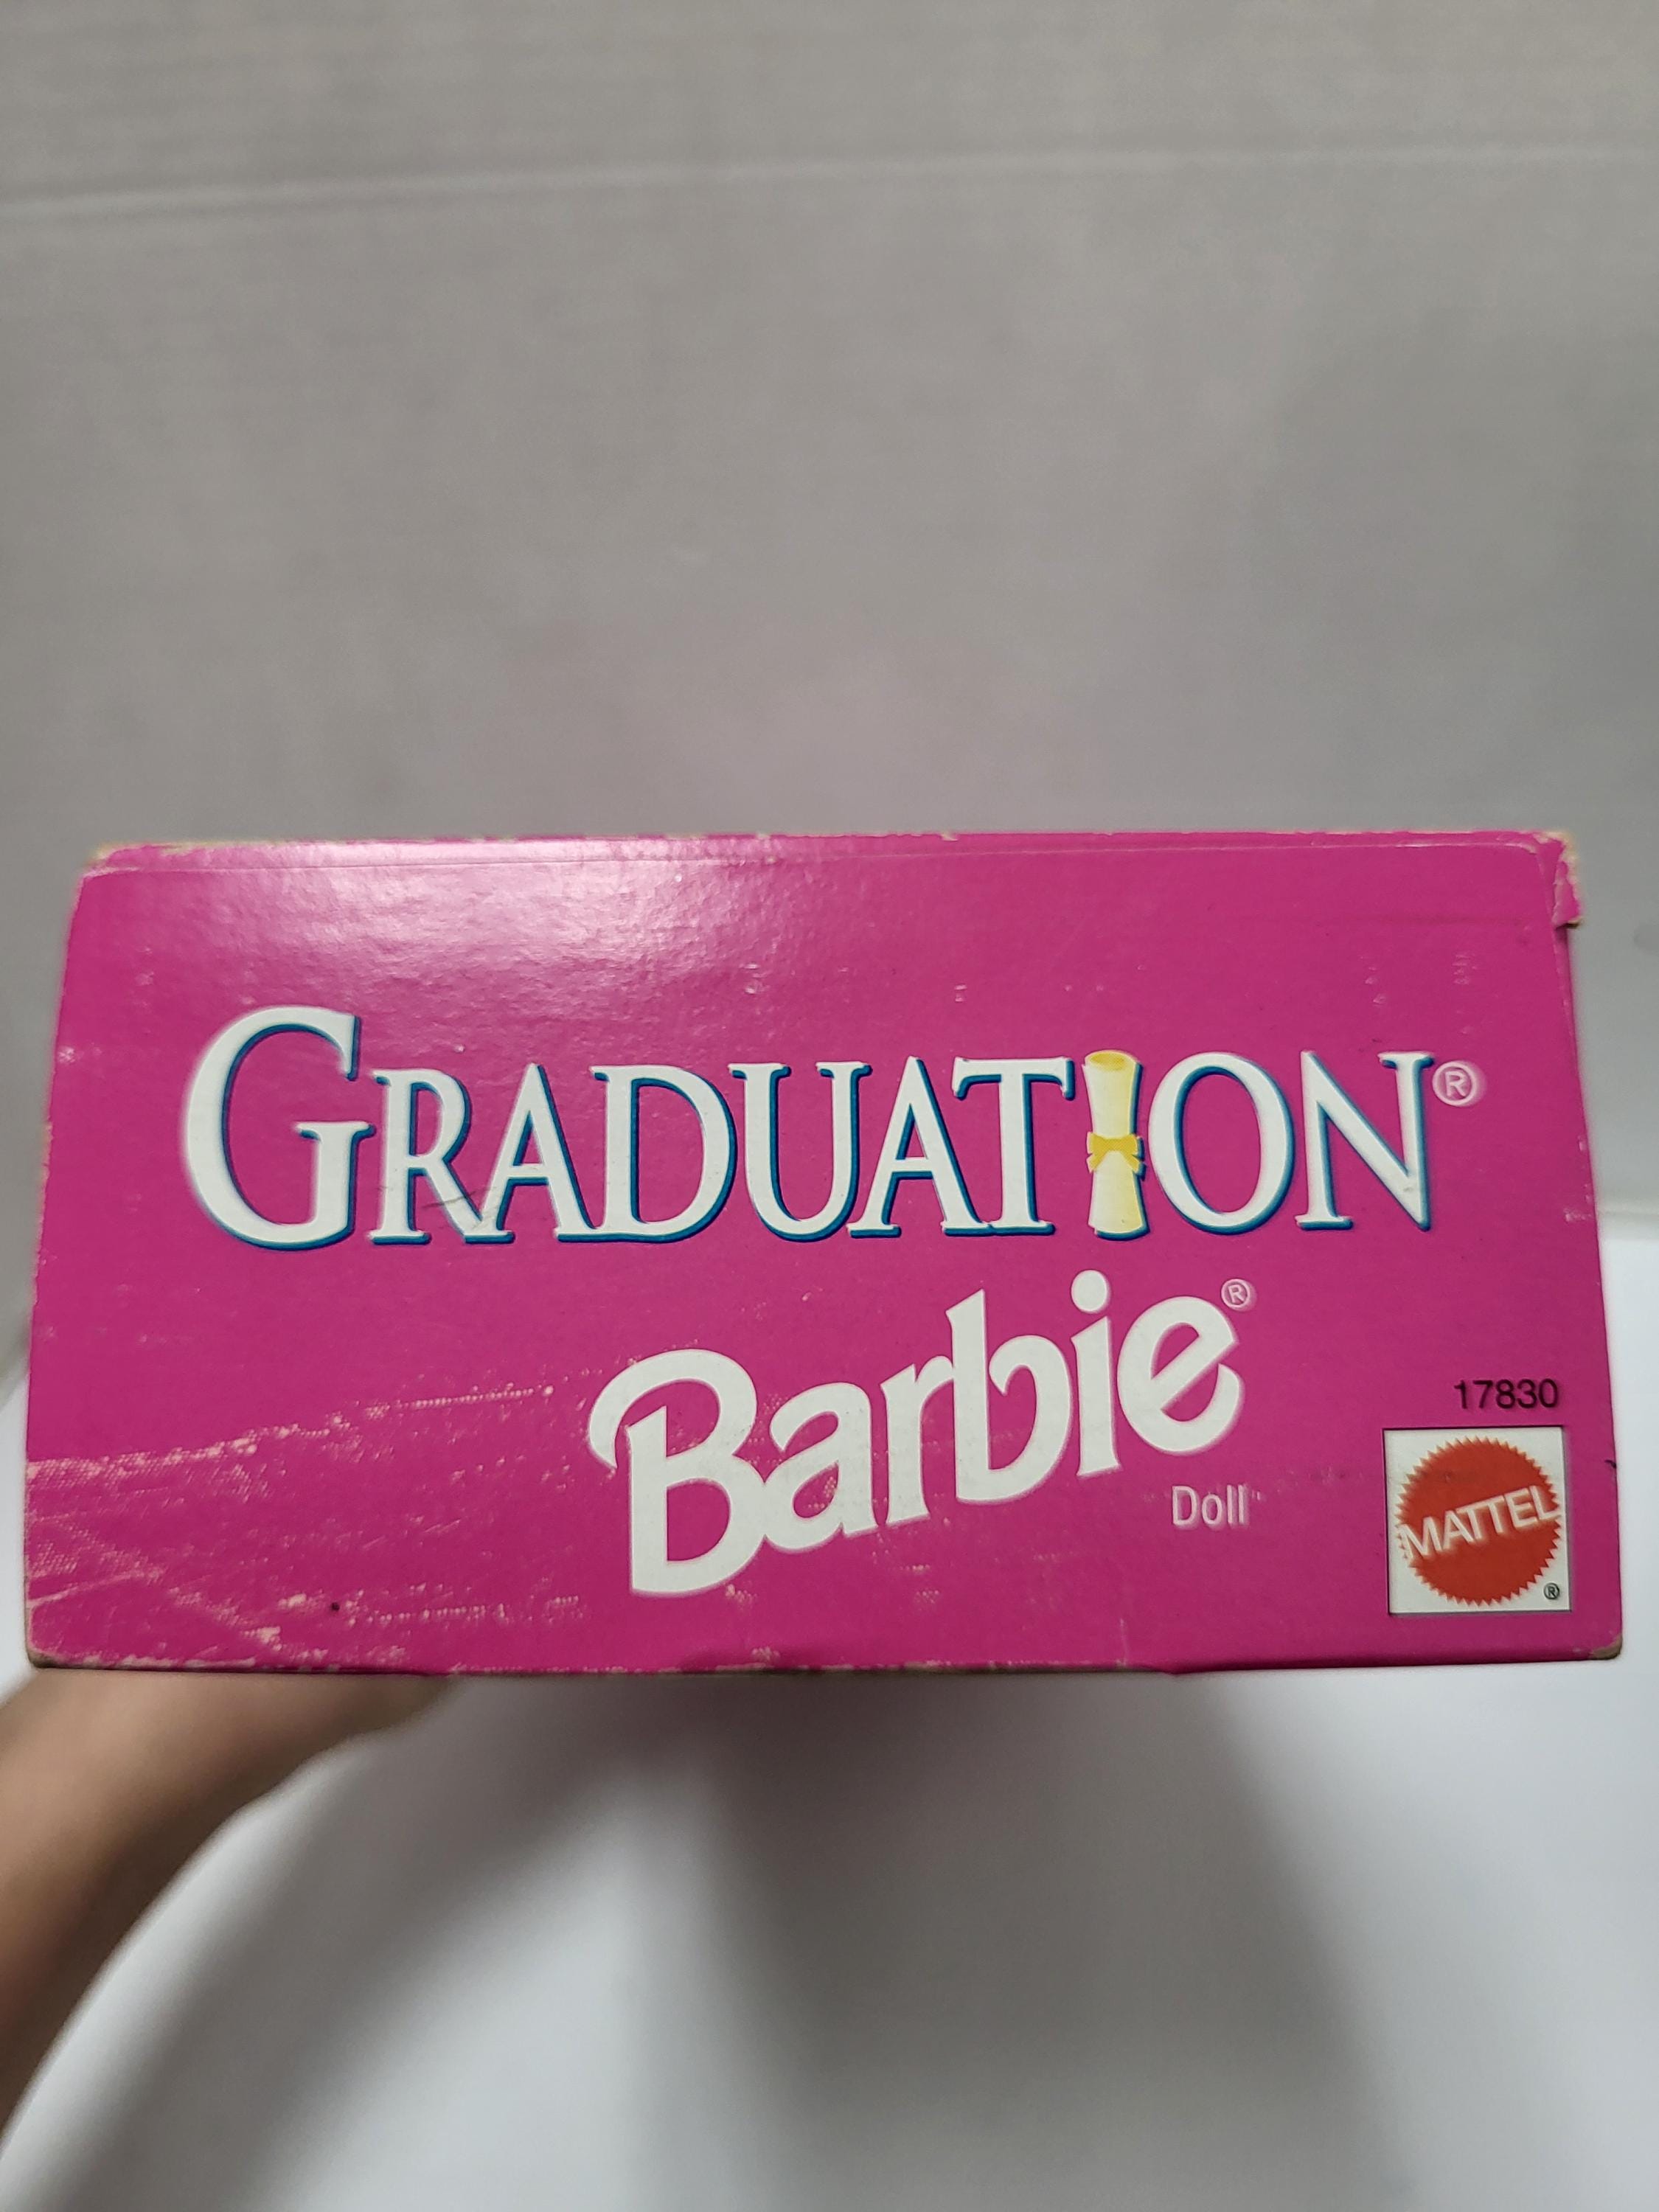 GRADUATION®
Barbie®
Doll
17830
MATTEL
®